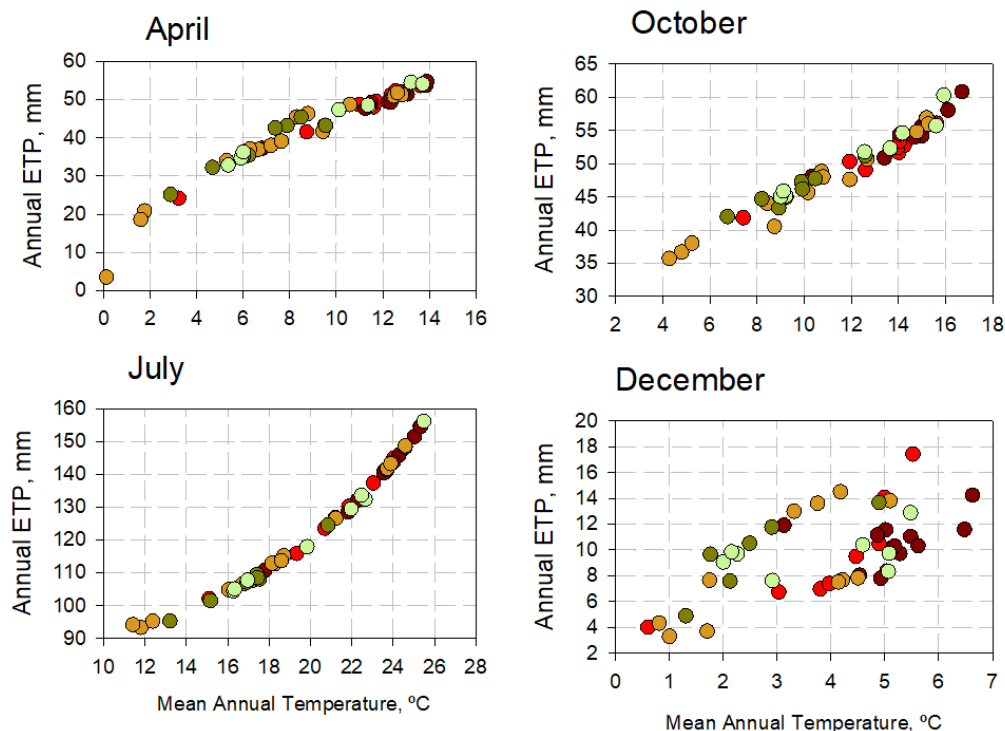 April
Annual ETP, mm
60
50
40
30
20
10
0
0 2 4 6 8 10 12 14 16
October
Annual ETP, mm
65
60
55
50
45
40
35
30
2 4 6 8 10 12 14 16 18
July
Annual ETP, mm
160
150
140
130
120
110
100
90
10 12 14 16 18 20 22 24 26 28
Mean Annual Temperature, ºC
December
Annual ETP, mm
20
18
16
14
12
10
8
6
4
2
0 1 2 3 4 5 6 7
Mean Annual Temperature, ºC